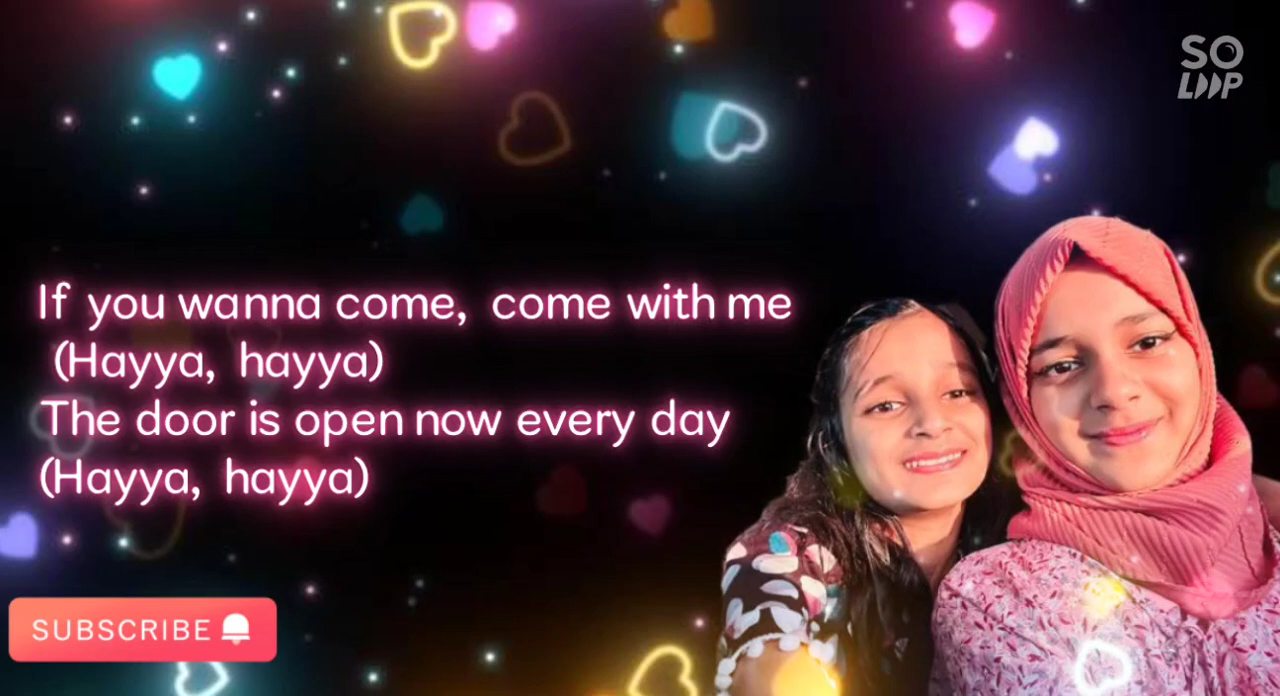 SO
LOOP
If you wanna come, come with me
(Hayya, hayya)
The door is open now every day
(Hayya, hayya)
SUBSCRIBE